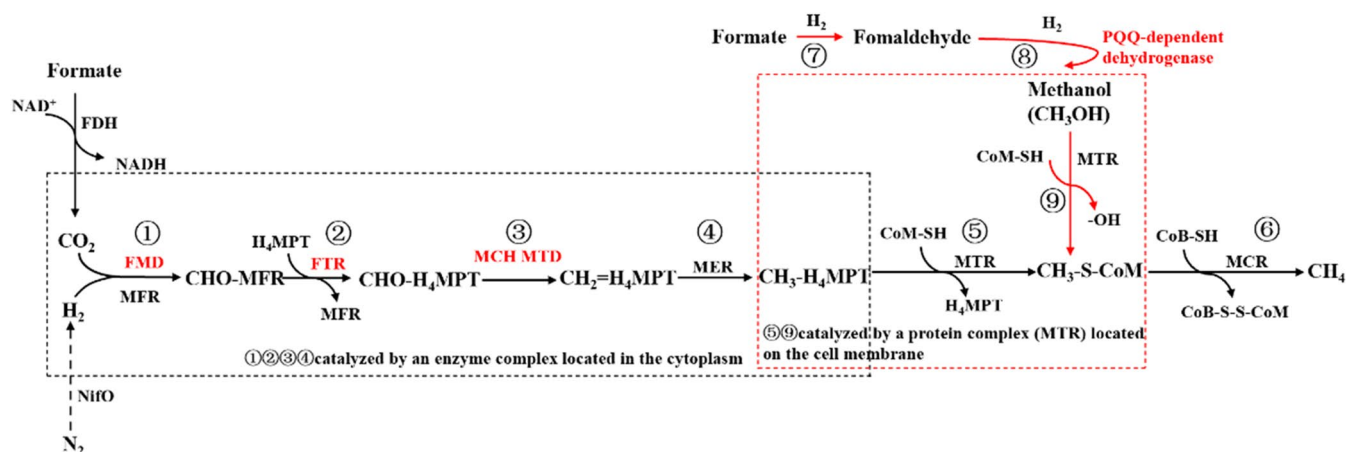 H₂ H₂
Formate Fomaldehyde PQQ-dependent
⑦ ⑧ dehydrogenase
Formate
Methanol
(CH₃OH)
NAD⁺
FDH
CoM-SH MTR
NADH
⑨ -OH
① ② ③ ④ CoM-SH ⑤ CoB-SH ⑥
CO₂ FMD H₄MPT FTR MCH MTD MER MTR MCR
CHO-MFR CHO-H₄MPT CH₂=H₄MPT CH₃-H₄MPT CH₃-S-CoM CH₄
H₂ MFR MFR H₄MPT CoB-S-S-CoM
⑤⑨catalyzed by a protein complex (MTR) located
on the cell membrane
①②③④catalyzed by an enzyme complex located in the cytoplasm
NifO
N₂